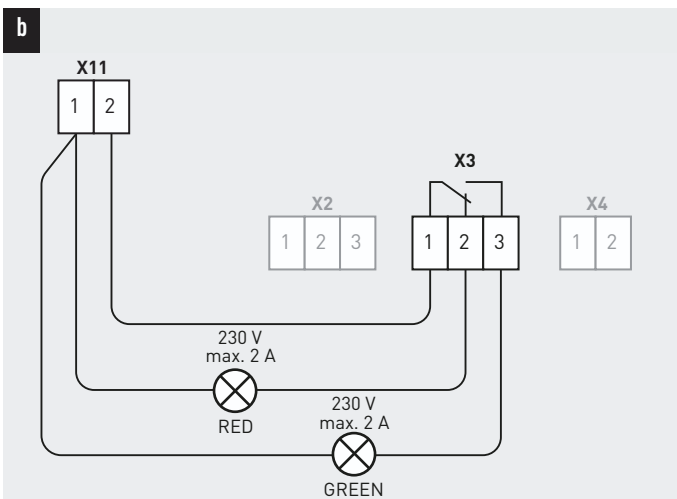 b
X11
1 2
X3
X2
X4
1 2 3
1 2 3
1 2
230 V
max. 2 A
RED
230 V
max. 2 A
GREEN